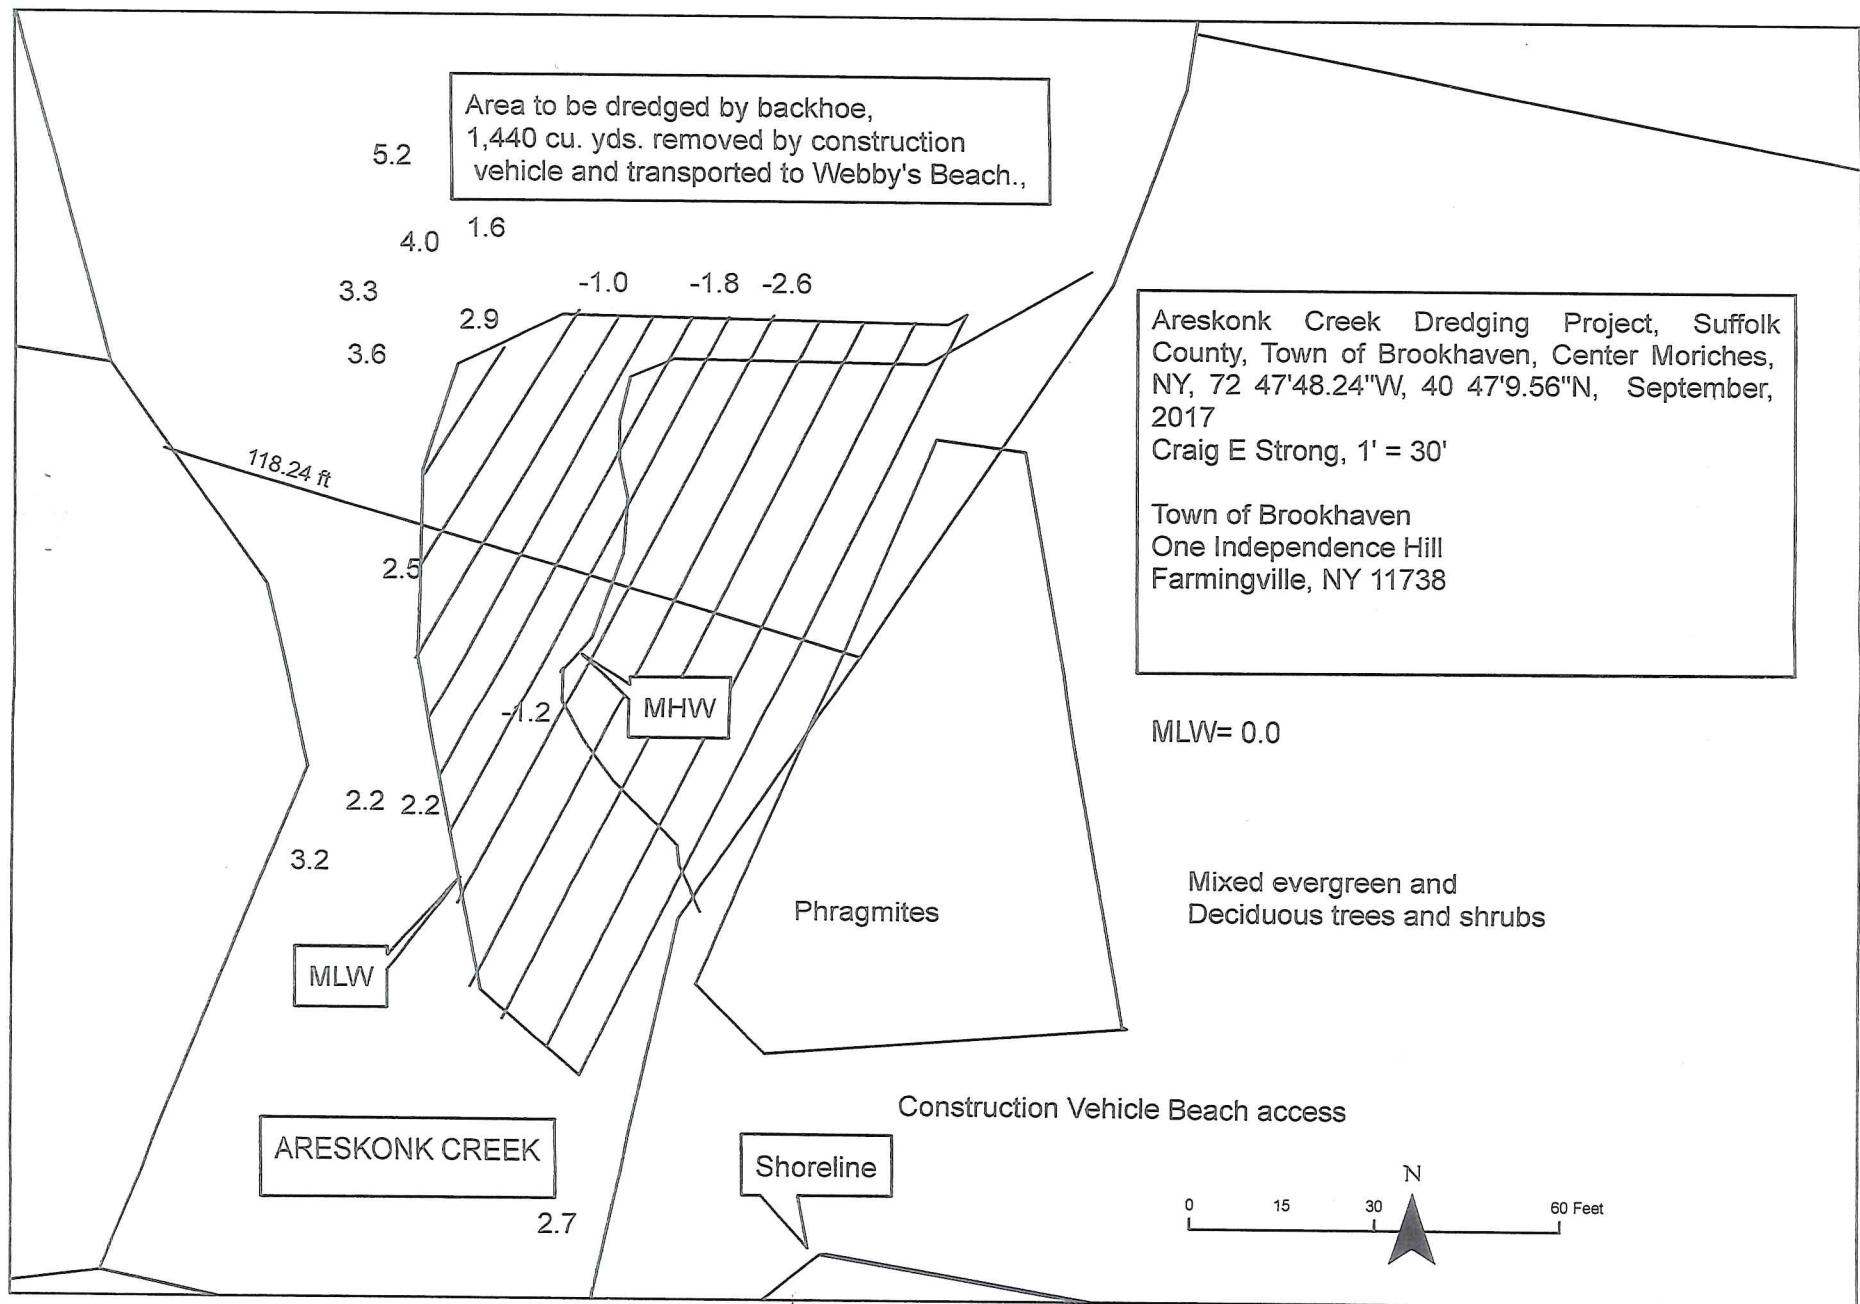 Area to be dredged by backhoe,
1,440 cu. yds. removed by construction
vehicle and transported to Webby's Beach.,
5.2
1.6
4.0
3.3
-1.0 -1.8 -2.6
2.9
3.6
Areskonk Creek Dredging Project, Suffolk
County, Town of Brookhaven, Center Moriches,
NY, 72 47'48.24"W, 40 47'9.56"N, September,
2017
Craig E Strong, 1' = 30'
Town of Brookhaven
One Independence Hill
Farmingville, NY 11738
118.24 ft
2.5
-1.2
MHW
MLW= 0.0
2.2 2.2
3.2
Mixed evergreen and
Deciduous trees and shrubs
Phragmites
MLW
Construction Vehicle Beach access
ARESKONK CREEK
Shoreline
2.7
N
0 15 30 60 Feet